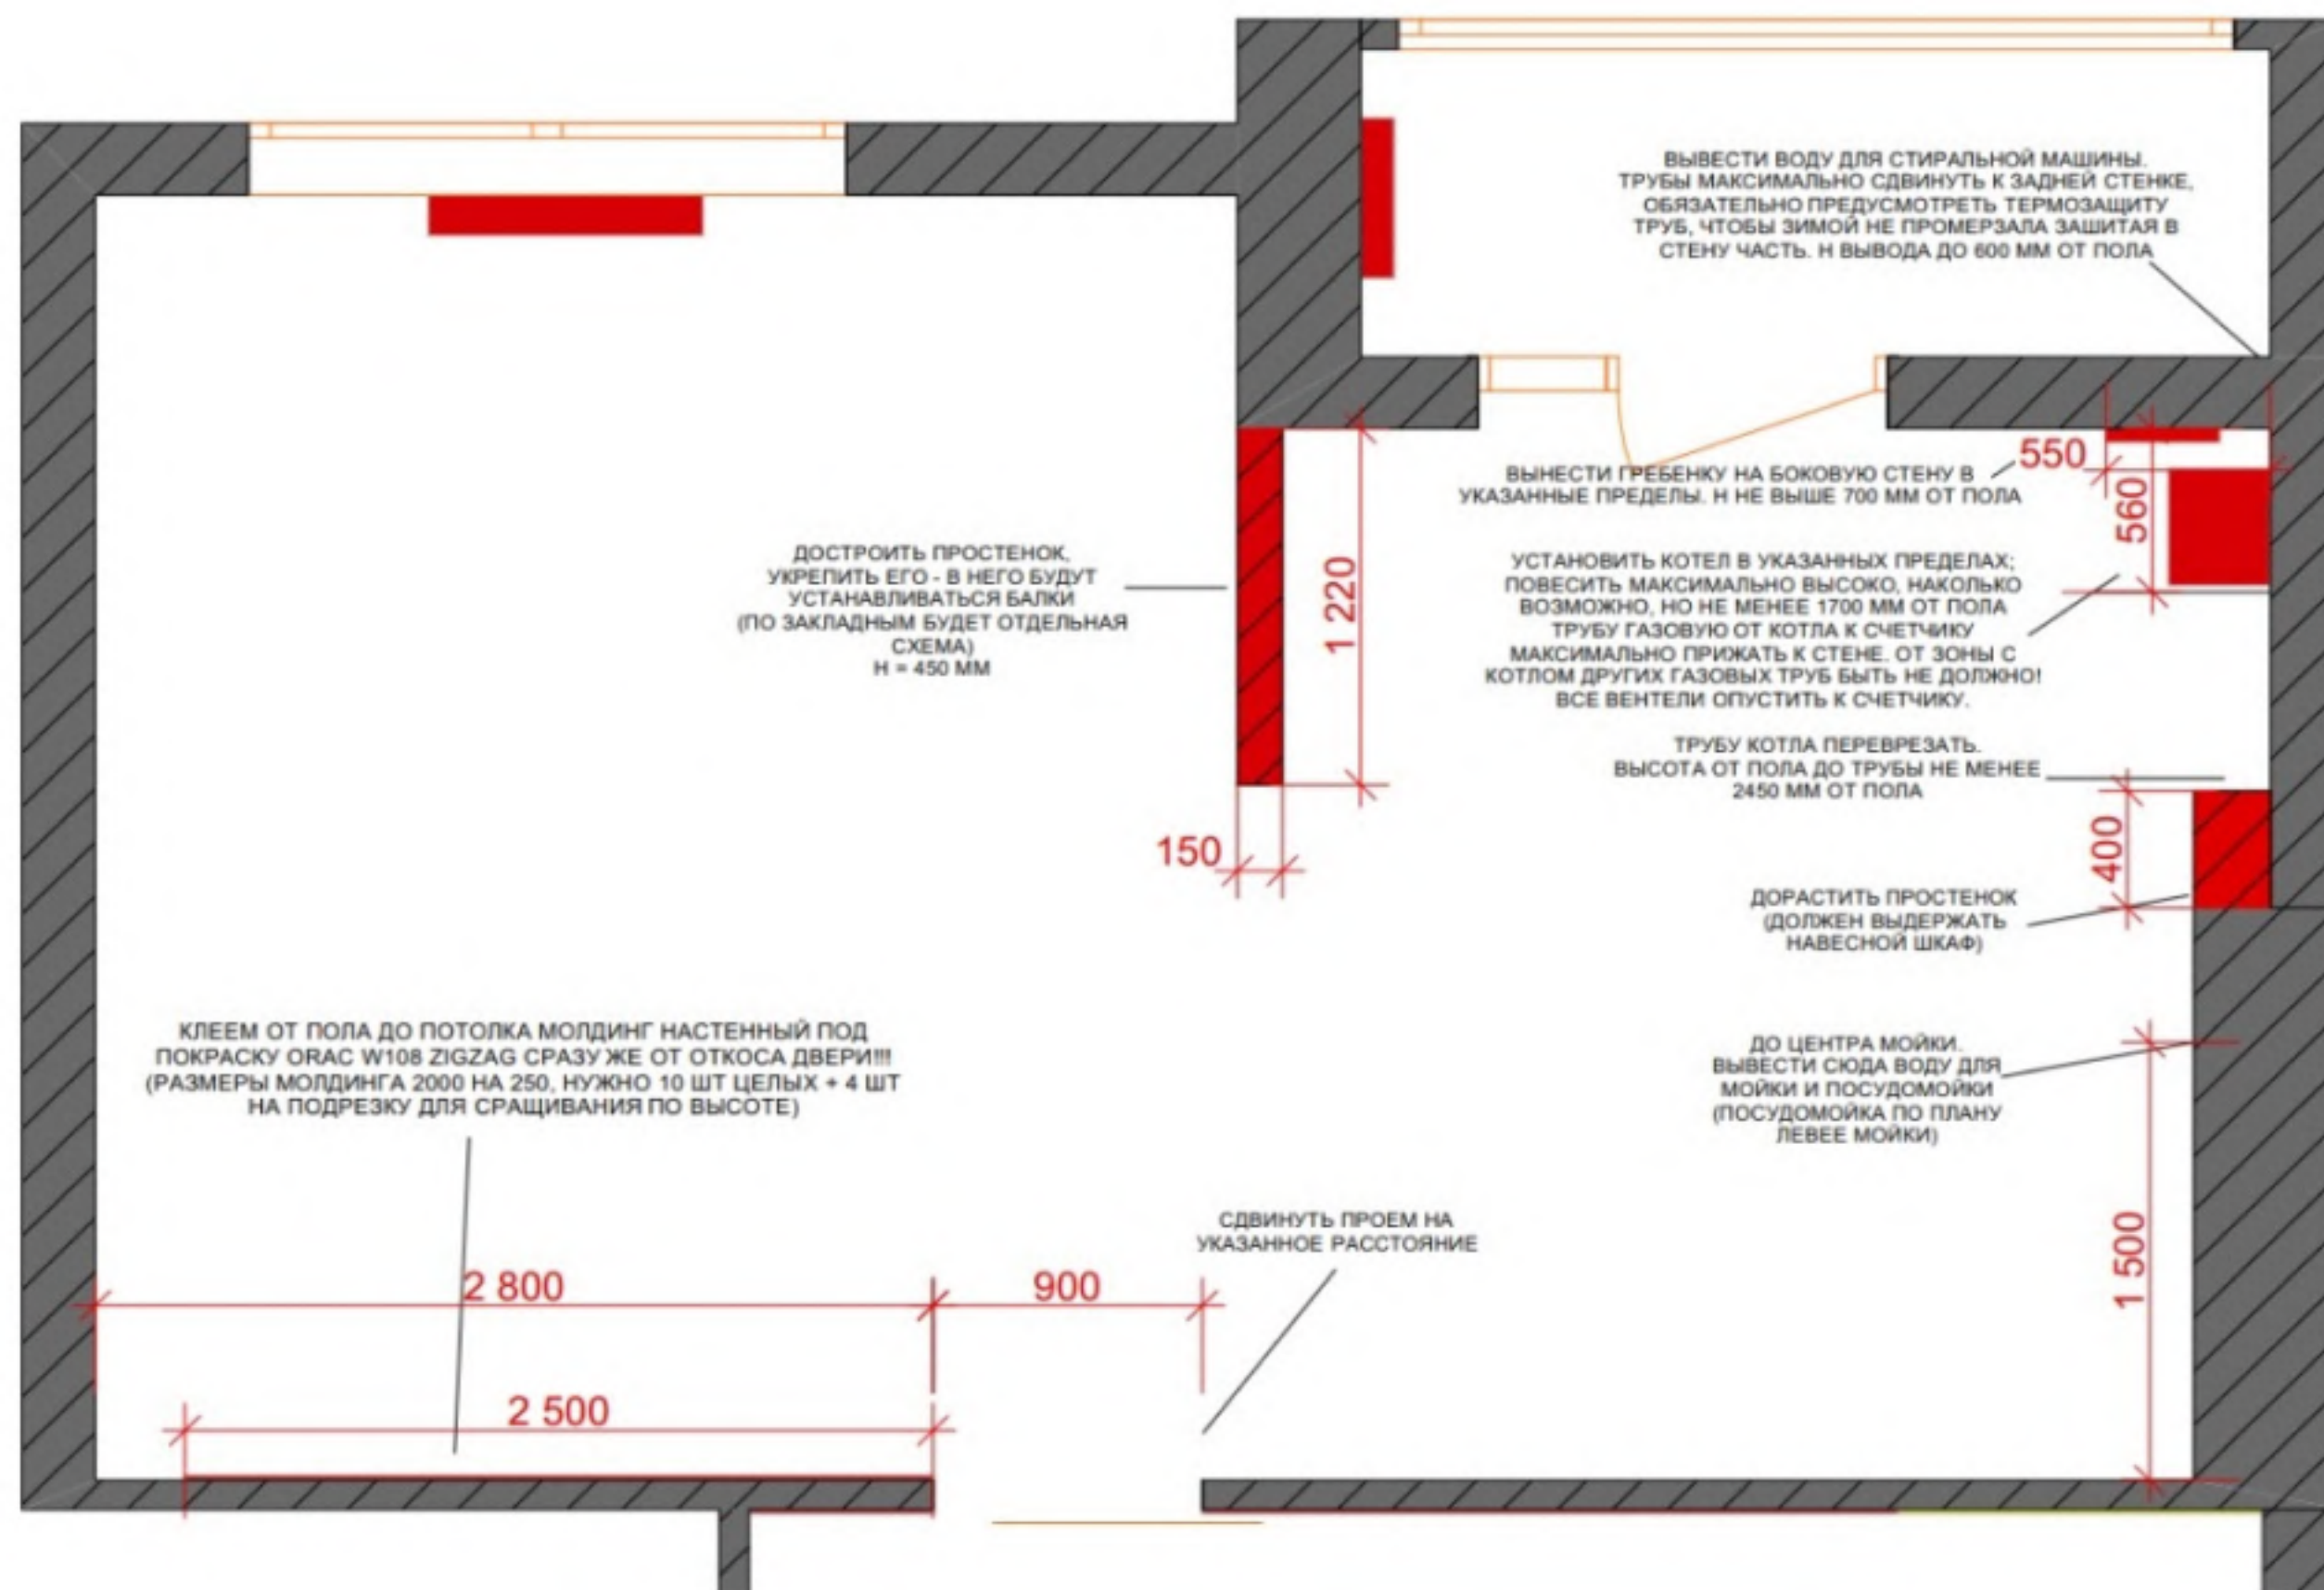 ВЫВЕСТИ ВОДУ ДЛЯ СТИРАЛЬНОЙ МАШИНЫ.
ТРУБЫ МАКСИМАЛЬНО СДВИНУТЬ К ЗАДНЕЙ СТЕНКЕ,
ОБЯЗАТЕЛЬНО ПРЕДУСМОТРЕТЬ ТЕРМОЗАЩИТУ
ТРУБ, ЧТОБЫ ЗИМОЙ НЕ ПРОМЕРЗАЛА ЗАШИТАЯ В
СТЕНУ ЧАСТЬ. Н ВЫВОДА ДО 600 ММ ОТ ПОЛА
550
ВЫНЕСТИ ГРЕБЕНКУ НА БОКОВУЮ СТЕНУ В
УКАЗАННЫЕ ПРЕДЕЛЫ. Н НЕ ВЫШЕ 700 ММ ОТ ПОЛА
560
ДОСТРОИТЬ ПРОСТЕНОК,
УКРЕПИТЬ ЕГО - В НЕГО БУДУТ
УСТАНАВЛИВАТЬСЯ БАЛКИ
(ПО ЗАКЛАДНЫМ БУДЕТ ОТДЕЛЬНАЯ
СХЕМА)
Н = 450 ММ
1 220
УСТАНОВИТЬ КОТЕЛ В УКАЗАННЫХ ПРЕДЕЛАХ;
ПОВЕСИТЬ МАКСИМАЛЬНО ВЫСОКО, НАКОЛЬКО
ВОЗМОЖНО, НО НЕ МЕНЕЕ 1700 ММ ОТ ПОЛА
ТРУБУ ГАЗОВУЮ ОТ КОТЛА К СЧЕТЧИКУ
МАКСИМАЛЬНО ПРИЖАТЬ К СТЕНЕ. ОТ ЗОНЫ С
КОТЛОМ ДРУГИХ ГАЗОВЫХ ТРУБ БЫТЬ НЕ ДОЛЖНО!
ВСЕ ВЕНТЕЛИ ОПУСТИТЬ К СЧЕТЧИКУ.
ТРУБУ КОТЛА ПЕРЕВРЕЗАТЬ.
ВЫСОТА ОТ ПОЛА ДО ТРУБЫ НЕ МЕНЕЕ
2450 ММ ОТ ПОЛА
150
400
ДОРАСТИТЬ ПРОСТЕНОК
(ДОЛЖЕН ВЫДЕРЖАТЬ
НАВЕСНОЙ ШКАФ)
КЛЕЕМ ОТ ПОЛА ДО ПОТОЛКА МОЛДИНГ НАСТЕННЫЙ ПОД
ПОКРАСКУ ORAC W108 ZIGZAG СРАЗУ ЖЕ ОТ ОТКОСА ДВЕРИ!!!
(РАЗМЕРЫ МОЛДИНГА 2000 НА 250, НУЖНО 10 ШТ ЦЕЛЫХ + 4 ШТ
НА ПОДРЕЗКУ ДЛЯ СРАЩИВАНИЯ ПО ВЫСОТЕ)
ДО ЦЕНТРА МОЙКИ.
ВЫВЕСТИ СЮДА ВОДУ ДЛЯ
МОЙКИ И ПОСУДОМОЙКИ
(ПОСУДОМОЙКА ПО ПЛАНУ
ЛЕВЕЕ МОЙКИ)
СДВИНУТЬ ПРОЕМ НА
УКАЗАННОЕ РАССТОЯНИЕ
1 500
2 800
900
2 500